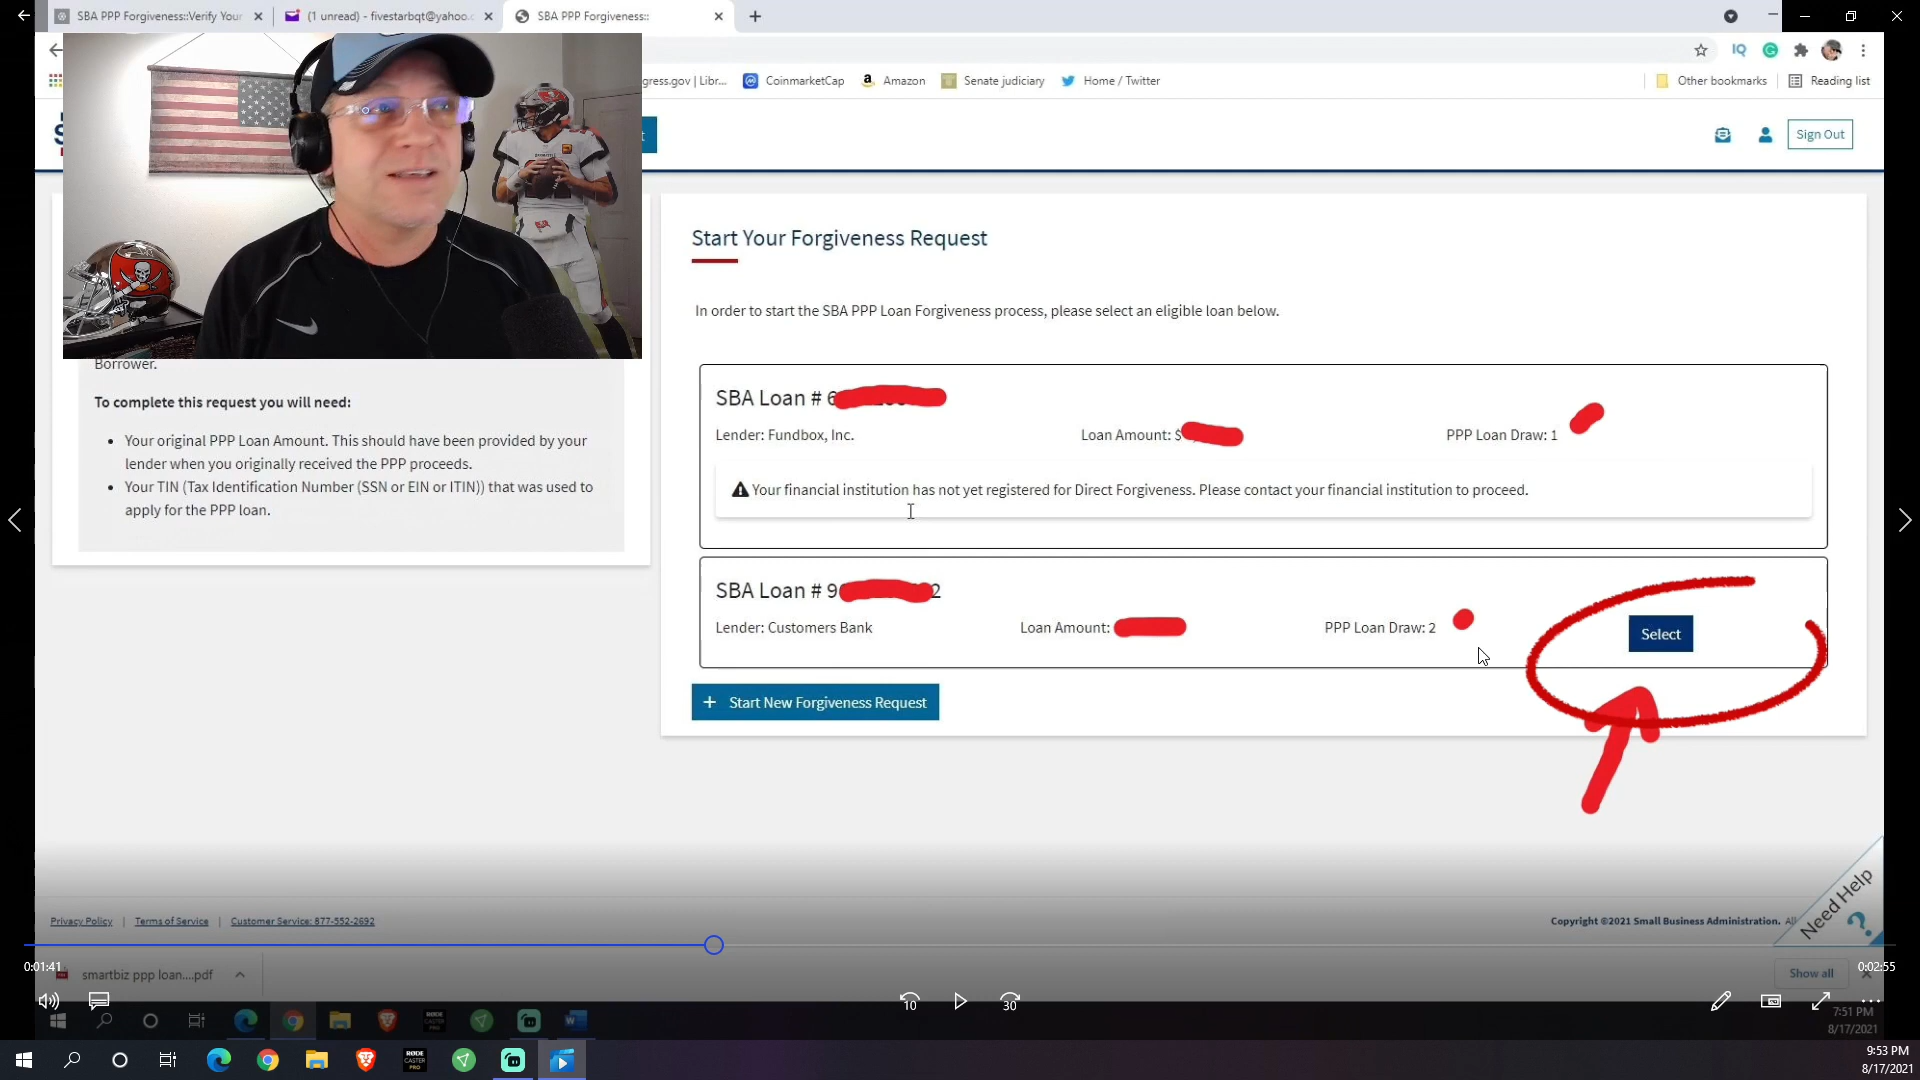 SBA PPP Forgiveness::Verify Your
(1 unread) - fivestarbqt@yahoo.c
SBA PPP Forgiveness::
gress.gov | Libr...
CoinmarketCap
Amazon
Senate judiciary
Home / Twitter
Other bookmarks
Reading list
Sign Out
Borrower.
To complete this request you will need:
• Your original PPP Loan Amount. This should have been provided by your
lender when you originally received the PPP proceeds.
• Your TIN (Tax Identification Number (SSN or EIN or ITIN)) that was used to
apply for the PPP loan.
Start Your Forgiveness Request
In order to start the SBA PPP Loan Forgiveness process, please select an eligible loan below.
SBA Loan # 6
Lender: Fundbox, Inc. Loan Amount: $ PPP Loan Draw: 1
Your financial institution has not yet registered for Direct Forgiveness. Please contact your financial institution to proceed.
SBA Loan # 9 2
Lender: Customers Bank Loan Amount: PPP Loan Draw: 2
Select
+ Start New Forgiveness Request
Need Help
?
Privacy Policy | Terms of Service | Customer Service: 877-552-2692
Copyright ©2021 Small Business Administration. All
0:01:41
0:02:55
smartbiz ppp loan....pdf
Show all
10
30
7:51 PM
8/17/2021
RØDE
CASTER
PRO
9:53 PM
8/17/2021